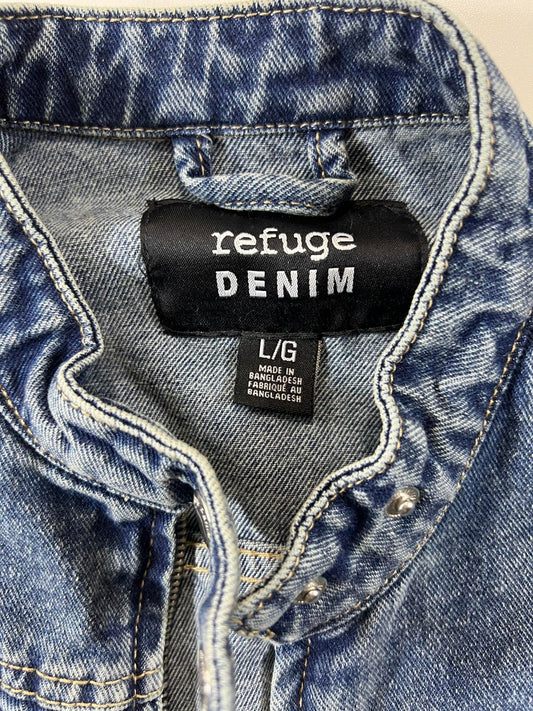 refuge
DENIM
L/G
MADE IN
BANGLADESH
FABRIQUÉ AU
BANGLADESH